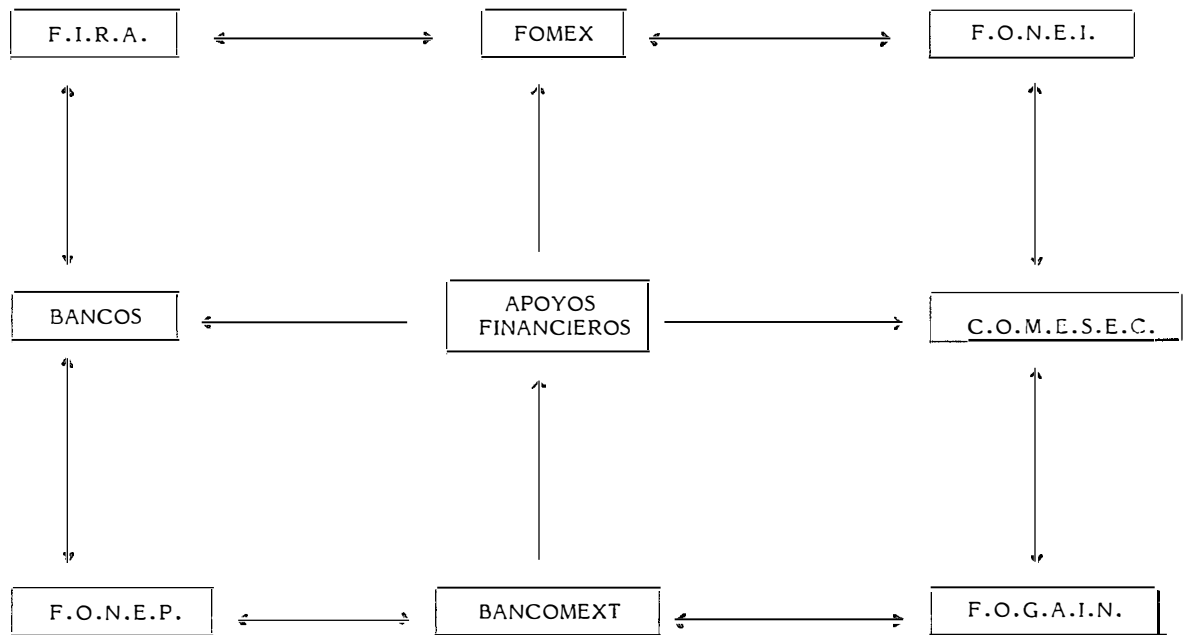 F.I.R.A.
FOMEX
F.O.N.E.I.
BANCOS
APOYOS
FINANCIEROS
C.O.M.E.S.E.C.
F.O.N.E.P.
BANCOMEXT
F.O.G.A.I.N.